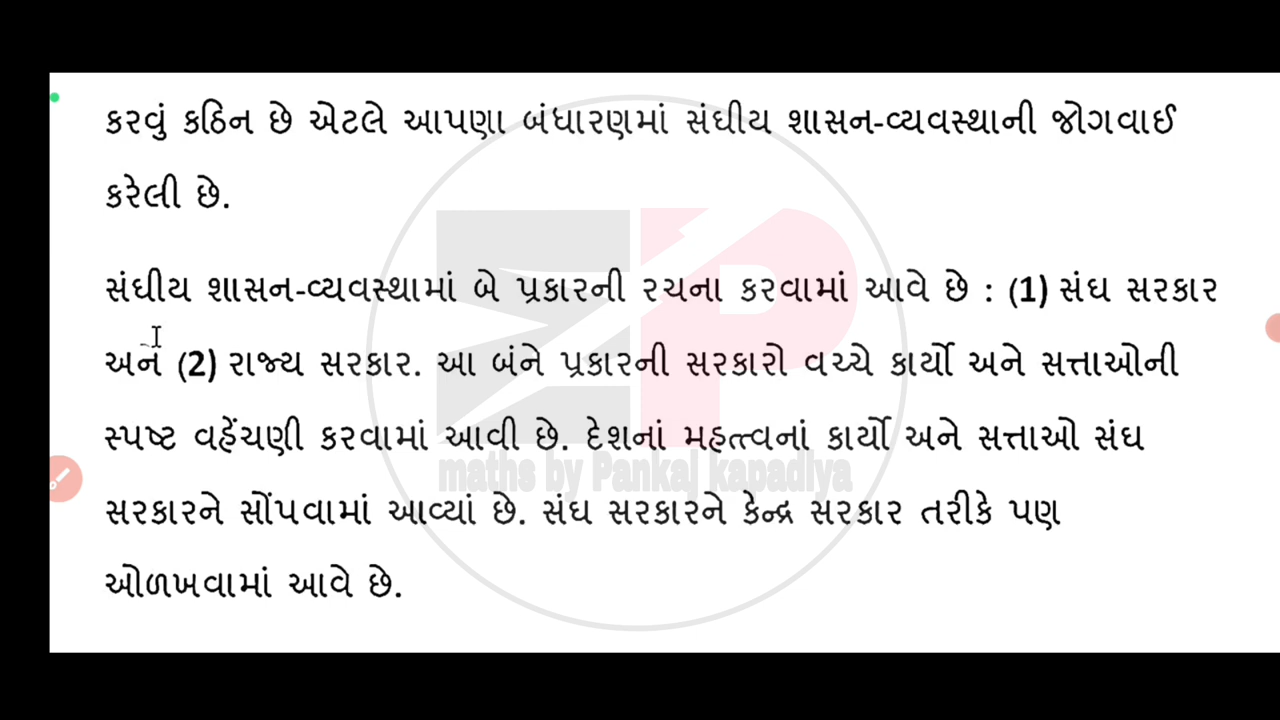 કરવું કઠિન છે એટલે આપણા બંધારણમાં સંઘીય શાસન-વ્યવસ્થાની જોગવાઈ
કરેલી છે.
સંઘીય શાસન-વ્યવસ્થામાં બે પ્રકારની રચના કરવામાં આવે છે : (1) સંઘ સરકાર
અને (2) રાજ્ય સરકાર. આ બંને પ્રકારની સરકારો વચ્ચે કાર્યો અને સત્તાઓની
સ્પષ્ટ વહેંચણી કરવામાં આવી છે. દેશનાં મહત્ત્વનાં કાર્યો અને સત્તાઓ સંઘ
maths by Pankaj kapadiya
સરકારને સોંપવામાં આવ્યાં છે. સંઘ સરકારને કેન્દ્ર સરકાર તરીકે પણ
ઓળખવામાં આવે છે.